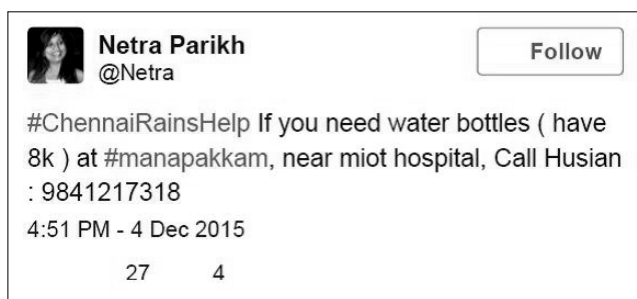 Netra Parikh
@Netra
Follow
#ChennaiRainsHelp If you need water bottles ( have
8k ) at #manapakkam, near miot hospital, Call Husian
: 9841217318
4:51 PM - 4 Dec 2015
27 4